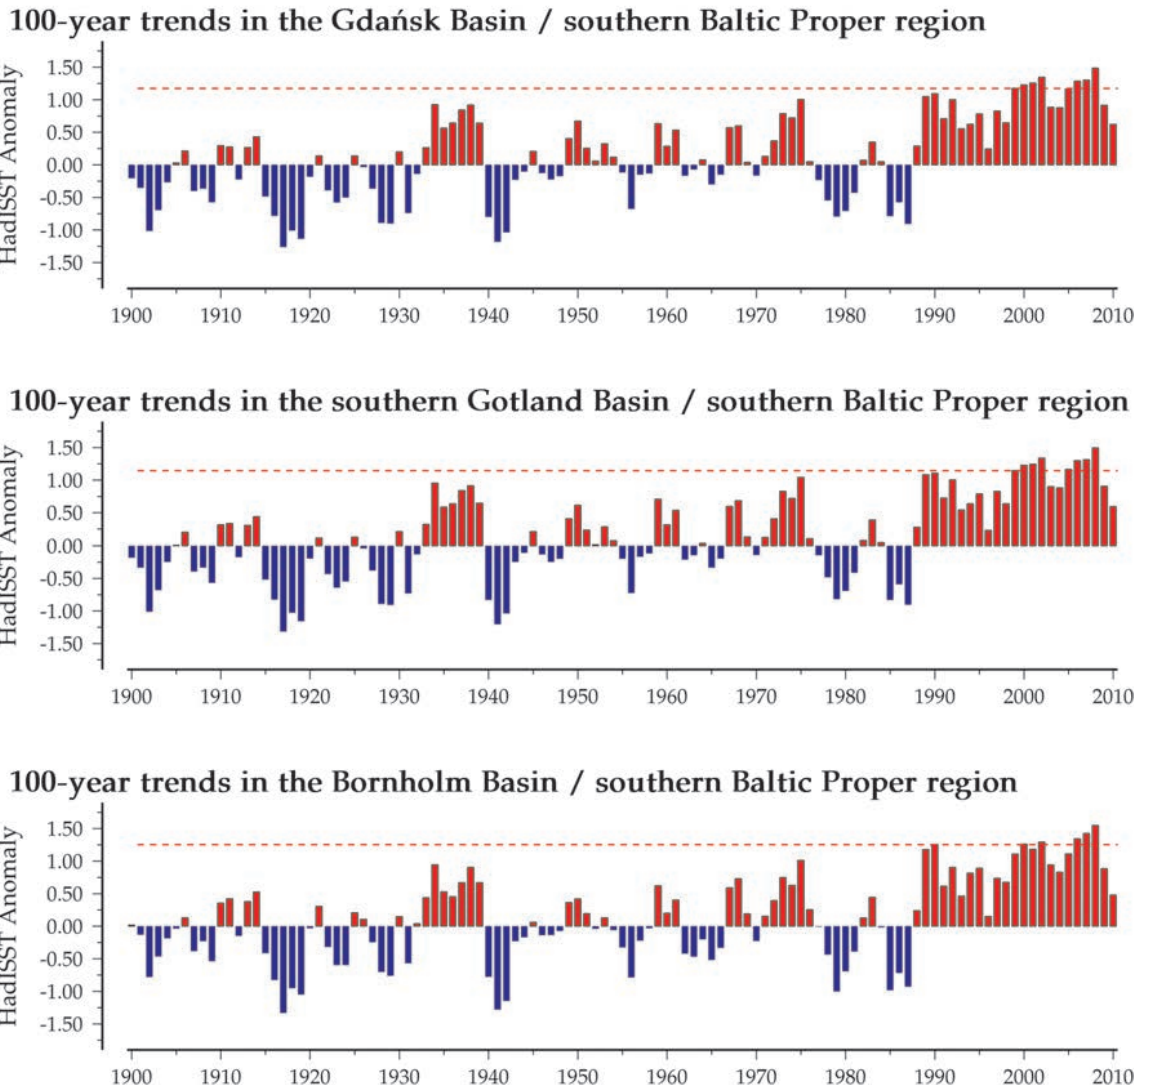 100-year trends in the Gdańsk Basin / southern Baltic Proper region
HadISST Anomaly
1.50
1.00
0.50
0.00
-0.50
-1.00
-1.50
1900 1910 1920 1930 1940 1950 1960 1970 1980 1990 2000 2010
100-year trends in the southern Gotland Basin / southern Baltic Proper region
HadISST Anomaly
1.50
1.00
0.50
0.00
-0.50
-1.00
-1.50
1900 1910 1920 1930 1940 1950 1960 1970 1980 1990 2000 2010
100-year trends in the Bornholm Basin / southern Baltic Proper region
HadISST Anomaly
1.50
1.00
0.50
0.00
-0.50
-1.00
-1.50
1900 1910 1920 1930 1940 1950 1960 1970 1980 1990 2000 2010